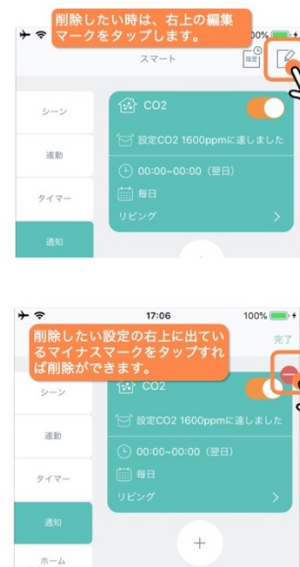 削除したい時は、右上の編集
マークをタップします。
00%
スマート
履歴
シーン
CO2
設定CO2 1600ppmに達しました
連動
00:00~00:00（翌日）
タイマー
毎日
リビング
通知
17:06
100%
削除したい設定の右上に出てい
るマイナスマークをタップすれ
ば削除ができます。
完了
シーン
CO2
設定CO2 1600ppmに達しました
連動
00:00~00:00（翌日）
タイマー
毎日
リビング
通知
ホーム